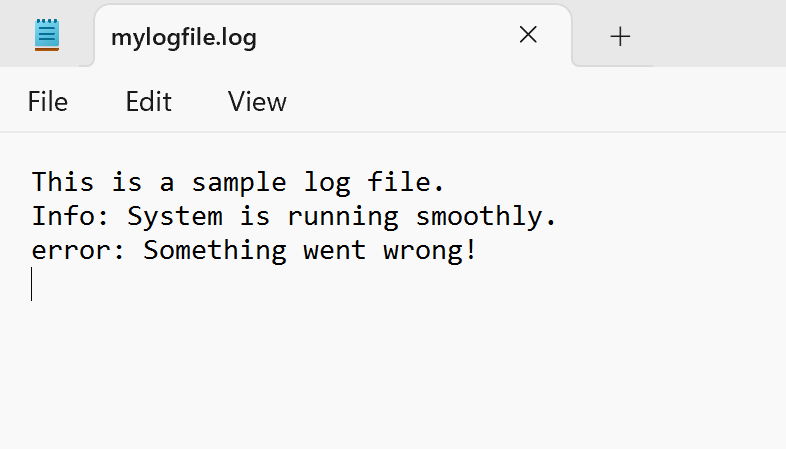 mylogfile.log
File Edit View
This is a sample log file.
Info: System is running smoothly.
error: Something went wrong!